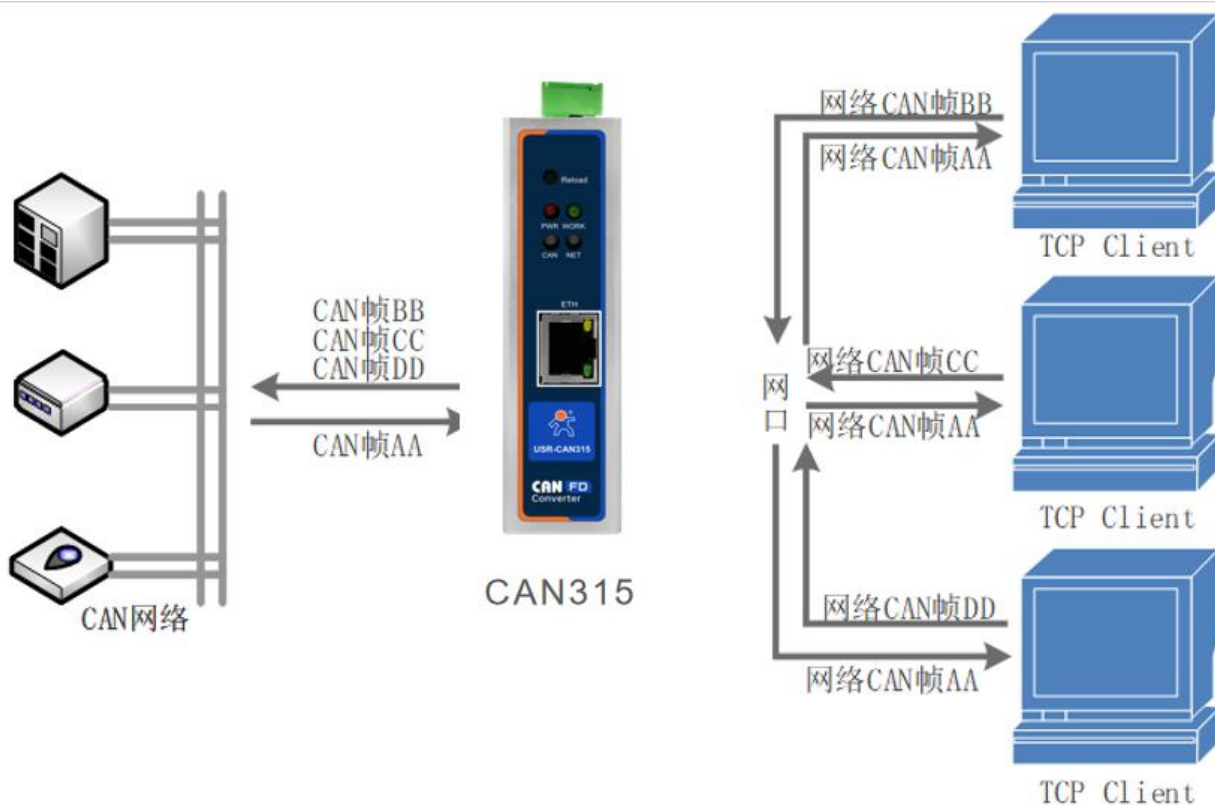 网络CAN帧BB
网络CAN帧AA
TCP Client
Reload
PWR WORK
CAN NET
ETH
USR-CAN315
CAN FD
Converter
CAN315
CAN帧BB
CAN帧CC
CAN帧DD
CAN帧AA
CAN网络
网口
网络CAN帧CC
网络CAN帧AA
TCP Client
网络CAN帧DD
网络CAN帧AA
TCP Client